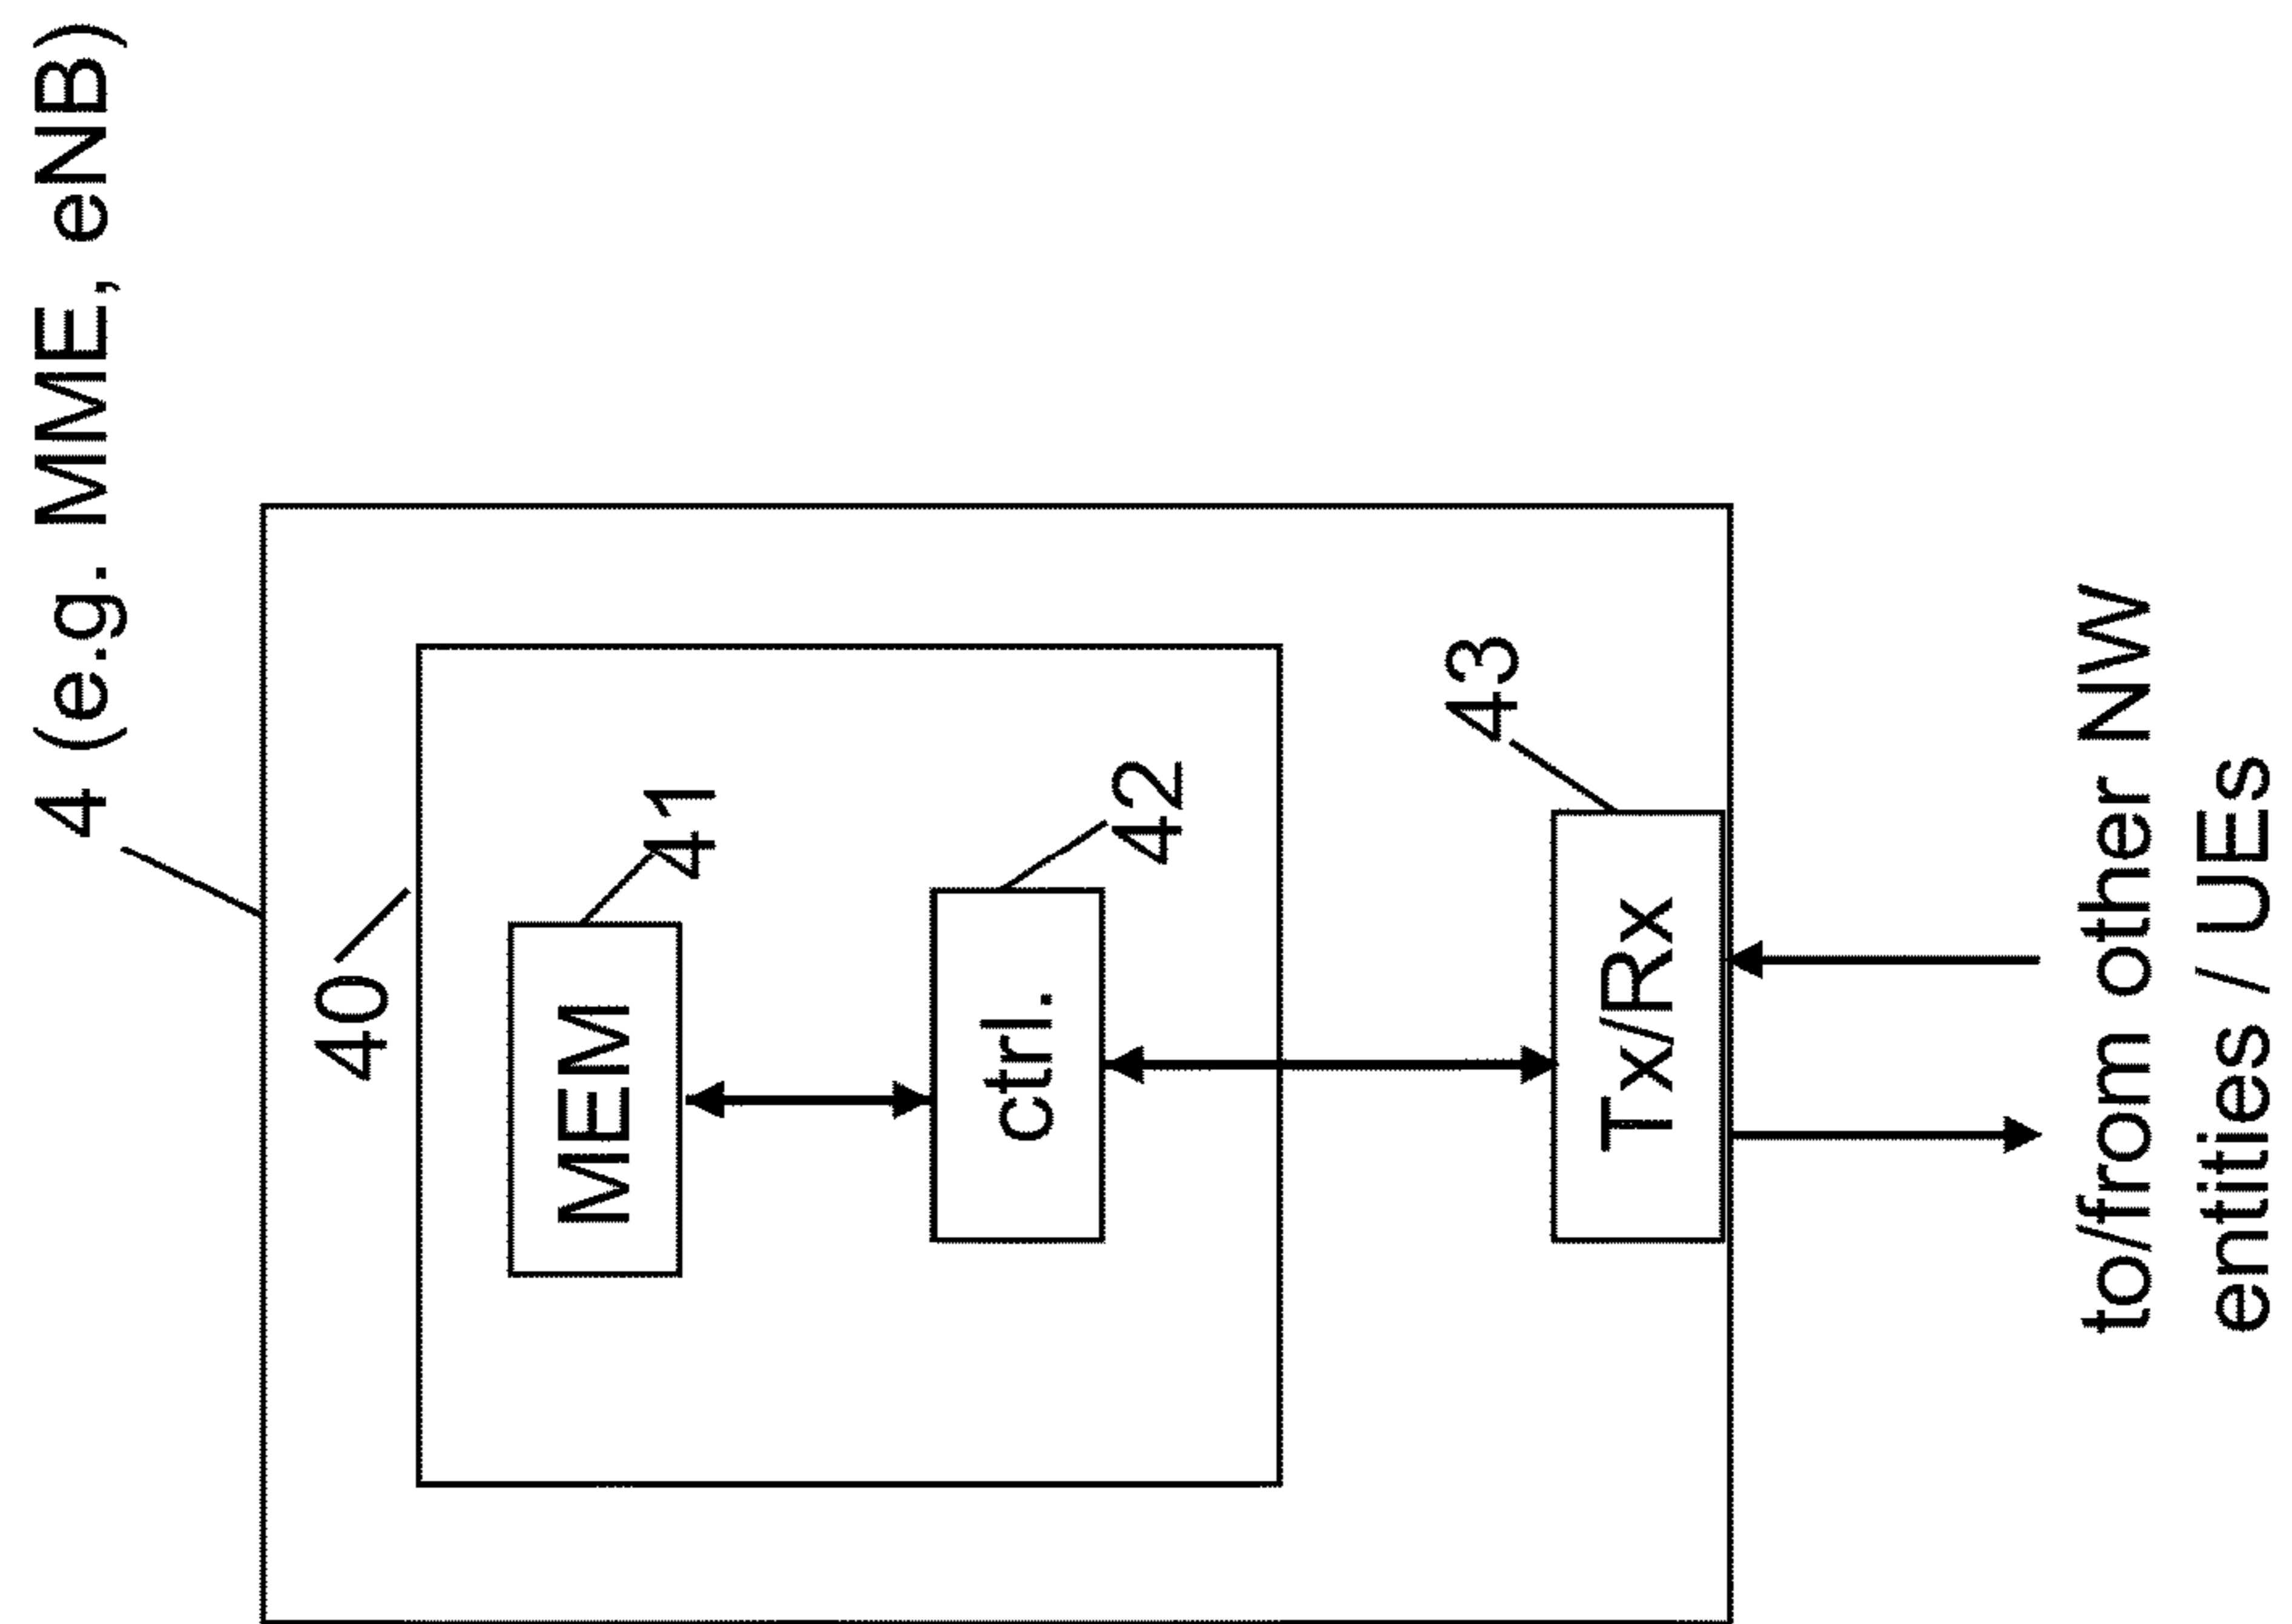 4 (e.g. MME, eNB)
40
41
MEM
42
ctrl.
43
Tx/Rx
to/from other NW
entities / UEs